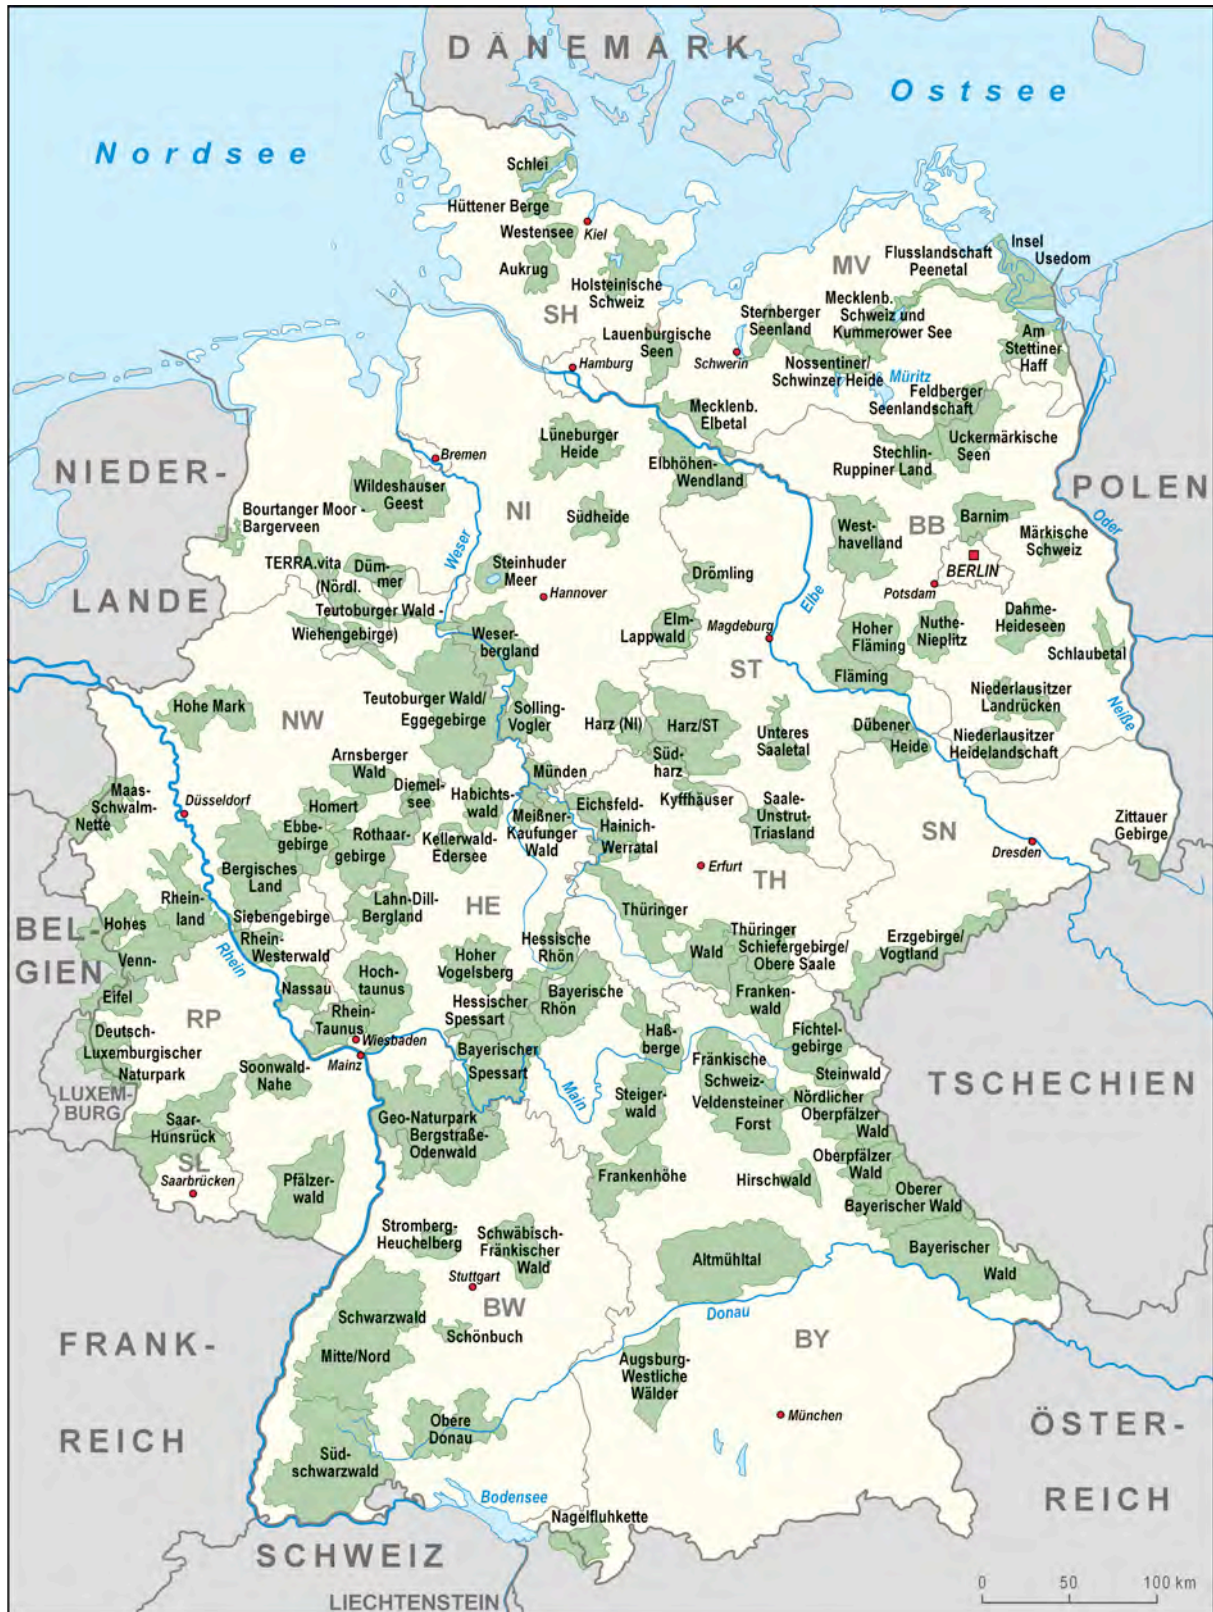 DÄNEMARK
Ostsee
Nordsee
Schlei
Hüttener Berge
Westensee
Kiel
Aukrug
Holsteinische
Schweiz
SH
MV
Flusslandschaft
Peenetal
Insel
Usedom
Mecklenb.
Schweiz und
Kummerower See
Sternberger
Seenland
Am
Stettiner
Haff
Lauenburgische
Seen
Schwerin
Nossentiner/
Schwinzer Heide
Müritz
Hamburg
Feldberger
Seenlandschaft
Mecklenb.
Elbetal
Lüneburger
Heide
Elbhöhen-
Wendland
Stechlin-
Ruppiner Land
Uckermärkische
Seen
NIEDER-
LANDE
Bremen
Wildeshauser
Geest
POLEN
Bourtanger Moor -
Bargerveen
NI
Südheide
West-
havelland
BB
Barnim
Oder
Märkische
Schweiz
Weser
TERRA.vita
(Nördl.
Teutoburger Wald -
Wiehengebirge)
Düm-
mer
Steinhuder
Meer
Hannover
Drömling
BERLIN
Potsdam
Elbe
Elm-
Lappwald
Magdeburg
Hoher
Fläming
Nuthe-
Nieplitz
Dahme-
Heideseen
Schlaubetal
Weser-
bergland
ST
Fläming
Hohe Mark
NW
Teutoburger Wald/
Eggegebirge
Solling-
Vogler
Harz (NI)
Harz/ST
Süd-
harz
Unteres
Saaletal
Dübener
Heide
Niederlausitzer
Landrücken
Niederlausitzer
Heidelandschaft
Neiße
Arnsberger
Wald
Münden
Maas-
Schwalm-
Nette
Düsseldorf
Homert
Diemel-
see
Habichts-
wald
Meißner-
Kaufunger
Wald
Eichsfeld-
Hainich-
Werratal
Kyffhäuser
Saale-
Unstrut-
Triasland
SN
Dresden
Zittauer
Gebirge
Ebbe-
gebirge
Rothaar-
gebirge
Kellerwald-
Edersee
Bergisches
Land
Erfurt
TH
BEL-
GIEN
Rhein-
land
Hohes
Venn-
Eifel
Siebengebirge
Lahn-Dill-
Bergland
HE
Thüringer
Wald
Thüringer
Schiefergebirge/
Obere Saale
Erzgebirge/
Vogtland
Rhein
Rhein-
Westerwald
Nassau
Hoch-
taunus
Hoher
Vogelsberg
Hessische
Rhön
Hessischer
Spessart
Bayerische
Rhön
Franken-
wald
RP
Rhein-
Taunus
Wiesbaden
Mainz
Deutsch-
Luxemburgischer
Naturpark
Soonwald-
Nahe
Bayerischer
Spessart
Main
Haß-
berge
Fichtel-
gebirge
Steinwald
TSCHECHIEN
LUXEM-
BURG
Saar-
Hunsrück
Geo-Naturpark
Bergstraße-
Odenwald
Steiger-
wald
Fränkische
Schweiz-
Veldensteiner
Forst
Nördlicher
Oberpfälzer
Wald
SL
Saarbrücken
Pfälzer-
wald
Frankenhöhe
Hirschwald
Oberpfälzer
Wald
Oberer
Bayerischer Wald
Stromberg-
Heuchelberg
Schwäbisch-
Fränkischer
Wald
Altmühltal
Bayerischer
Wald
Stuttgart
BW
Donau
FRANK-
REICH
Schwarzwald
Mitte/Nord
Schönbuch
BY
Augsburg-
Westliche
Wälder
München
Obere
Donau
Süd-
schwarzwald
ÖSTER-
REICH
Bodensee
Nagelfluhkette
SCHWEIZ
LIECHTENSTEIN
0 50 100 km